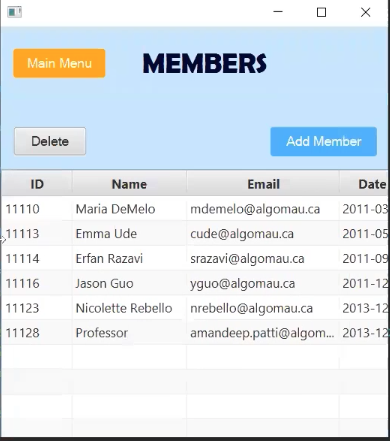 Main Menu MEMBERS
Delete Add Member
ID Name Email Date
11110 Maria DeMelo mdemelo@algomau.ca 2011-03
11113 Emma Ude cude@algomau.ca 2011-05
11114 Erfan Razavi srazavi@algomau.ca 2011-09
11116 Jason Guo yguo@algomau.ca 2011-12
11123 Nicolette Rebello nrebello@algomau.ca 2013-12
11128 Professor amandeep.patti@algom... 2013-12